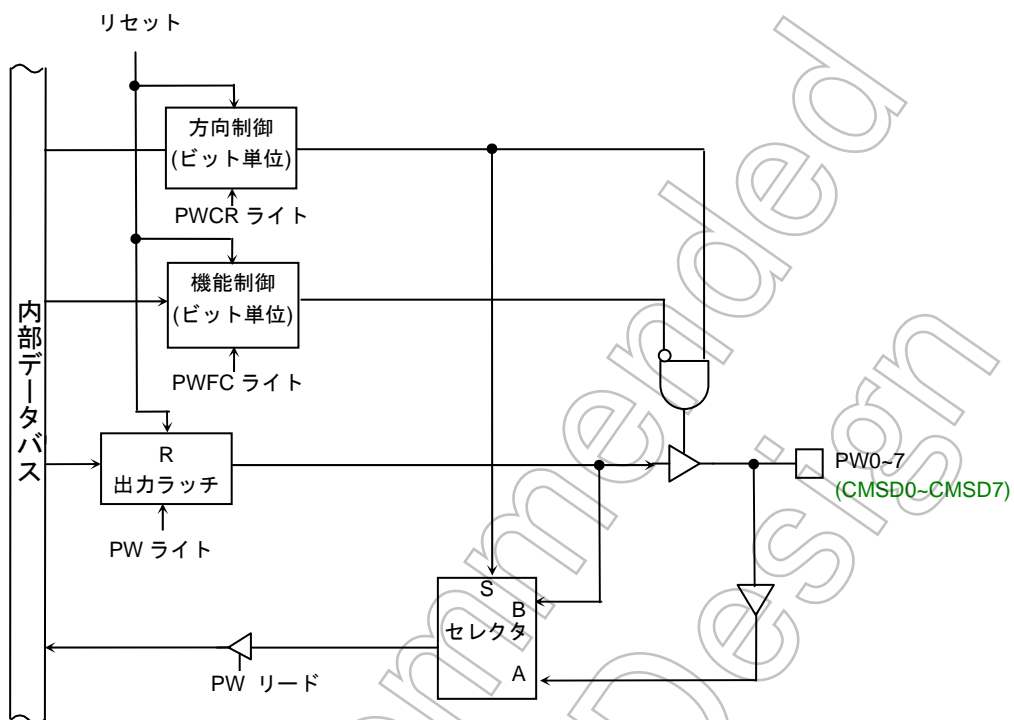 リセット
方向制御
(ビット単位)
PWCR ライト
機能制御
(ビット単位)
PWFC ライト
内部データバス
R
出力ラッチ
PW ライト
PW0~7
(CMSD0~CMSD7)
S
B
セレクタ
A
PW リード
mmended
Design